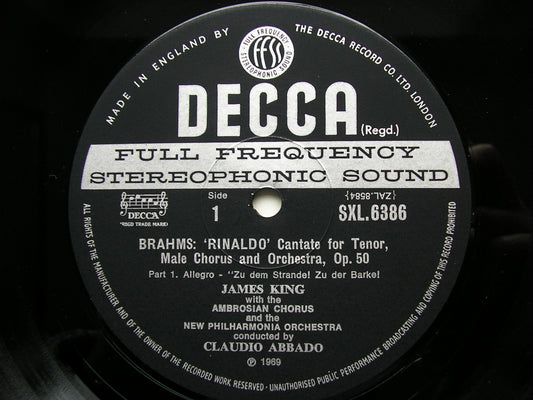 MADE IN ENGLAND BY
THE DECCA RECORD CO. LTD. LONDON
FULL FREQUENCY
FFSS
STEREOPHONIC SOUND
DECCA (Regd.)
FULL FREQUENCY
STEREOPHONIC SOUND
Side
{ZAL.8584}
1
SXL.6386
DECCA
"REGD TRADE MARK"
BRAHMS: 'RINALDO' Cantate for Tenor,
Male Chorus and Orchestra, Op. 50
Part 1. Allegro - "Zu dem Strande! Zu der Barke!
JAMES KING
with the
AMBROSIAN CHORUS
and the
NEW PHILHARMONIA ORCHESTRA
conducted by
CLAUDIO ABBADO
℗ 1969
ALL RIGHTS OF THE MANUFACTURER AND OF THE OWNER OF THE RECORDED WORK RESERVED · UNAUTHORISED PUBLIC PERFORMANCE BROADCASTING AND COPYING OF THIS RECORD PROHIBITED